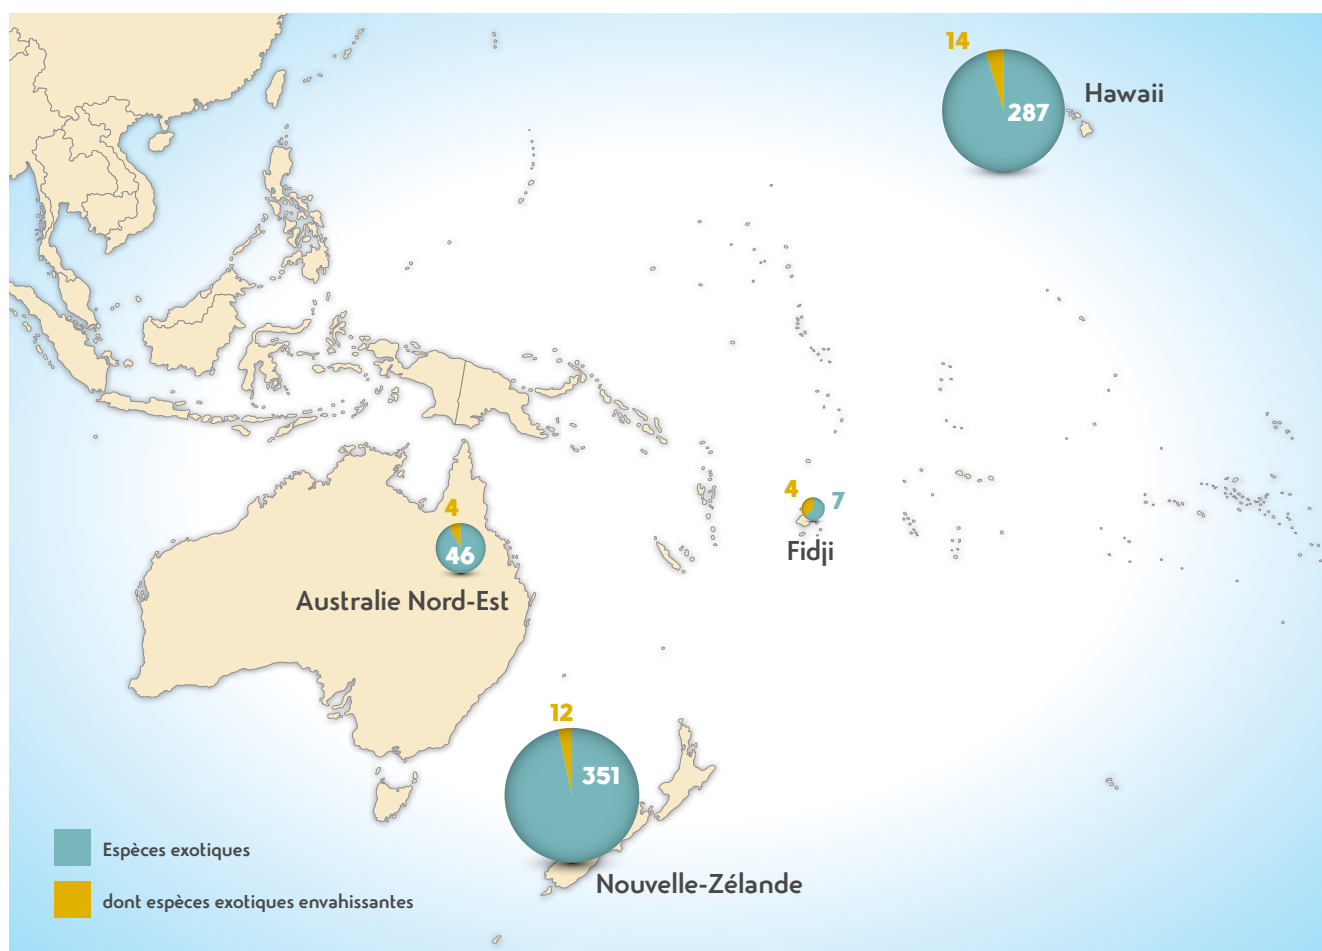 14
287
Hawaii
4
7
Fidji
4
46
Australie Nord-Est
12
351
Nouvelle-Zélande
Espèces exotiques
dont espèces exotiques envahissantes